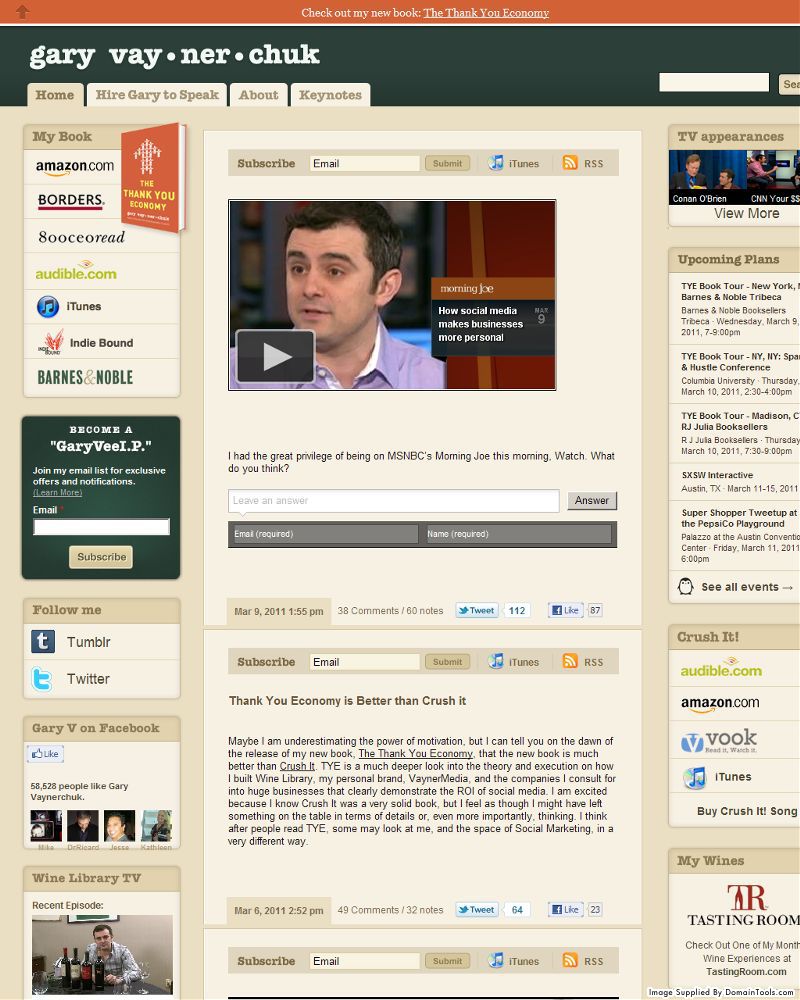 Check out my new book: The Thank You Economy
gary vay•ner•chuk
Home
Hire Gary to Speak
About
Keynotes
My Book
amazon.com
BORDERS.
8ooceoread
audible.com
iTunes
Indie Bound
BARNES&NOBLE
THE
THANK YOU
ECONOMY
BECOME A
"GaryVeeI.P."
Join my email list for exclusive
offers and notifications.
(Learn More)
Email *
Subscribe
Follow me
Tumblr
Twitter
Gary V on Facebook
Like
58,528 people like Gary
Vaynerchuk.
Mike DrRicard Jesse Kathleen
Wine Library TV
Recent Episode:
Subscribe Email Submit iTunes RSS
morning Joe
How social media
makes businesses
more personal
MAR
9
I had the great privilege of being on MSNBC's Morning Joe this morning, Watch. What
do you think?
Leave an answer
Answer
Email (required) Name (required)
Mar 9, 2011 1:55 pm 38 Comments / 60 notes Tweet 112 Like 87
Subscribe Email Submit iTunes RSS
Thank You Economy is Better than Crush it
Maybe I am underestimating the power of motivation, but I can tell you on the dawn of
the release of my new book, The Thank You Economy, that the new book is much
better than Crush It. TYE is a much deeper look into the theory and execution on how
I built Wine Library, my personal brand, VaynerMedia, and the companies I consult for
into huge businesses that clearly demonstrate the ROI of social media. I am excited
because I know Crush It was a very solid book, but I feel as though I might have left
something on the table in terms of details or, even more importantly, thinking. I think
after people read TYE, some may look at me, and the space of Social Marketing, in a
very different way.
Mar 6, 2011 2:52 pm 49 Comments / 32 notes Tweet 64 Like 23
Subscribe Email Submit iTunes RSS
Sea
TV appearances
Conan O'Brien CNN Your $$
View More
Upcoming Plans
TYE Book Tour - New York, N
Barnes & Noble Tribeca
Barnes & Noble Booksellers
Tribeca · Wednesday, March 9,
2011, 7-9:00pm
TYE Book Tour - NY, NY: Spa
& Hustle Conference
Columbia University · Thursday,
March 10, 2011, 2:30-4:00pm
TYE Book Tour - Madison, C
RJ Julia Booksellers
R J Julia Booksellers · Thursday
March 10, 2011, 7:30-9:00pm
SXSW Interactive
Austin, TX · March 11-15, 2011
Super Shopper Tweetup at
the PepsiCo Playground
Palazzo at the Austin Conventio
Center · Friday, March 11, 2011
6:00pm
See all events →
Crush It!
audible.com
amazon.com
vook
Read it, Watch it.
iTunes
Buy Crush It! Song
My Wines
TR
TASTING ROOM
Check Out One of My Month
Wine Experiences at
TastingRoom.com
Image Supplied By DomainTools.com